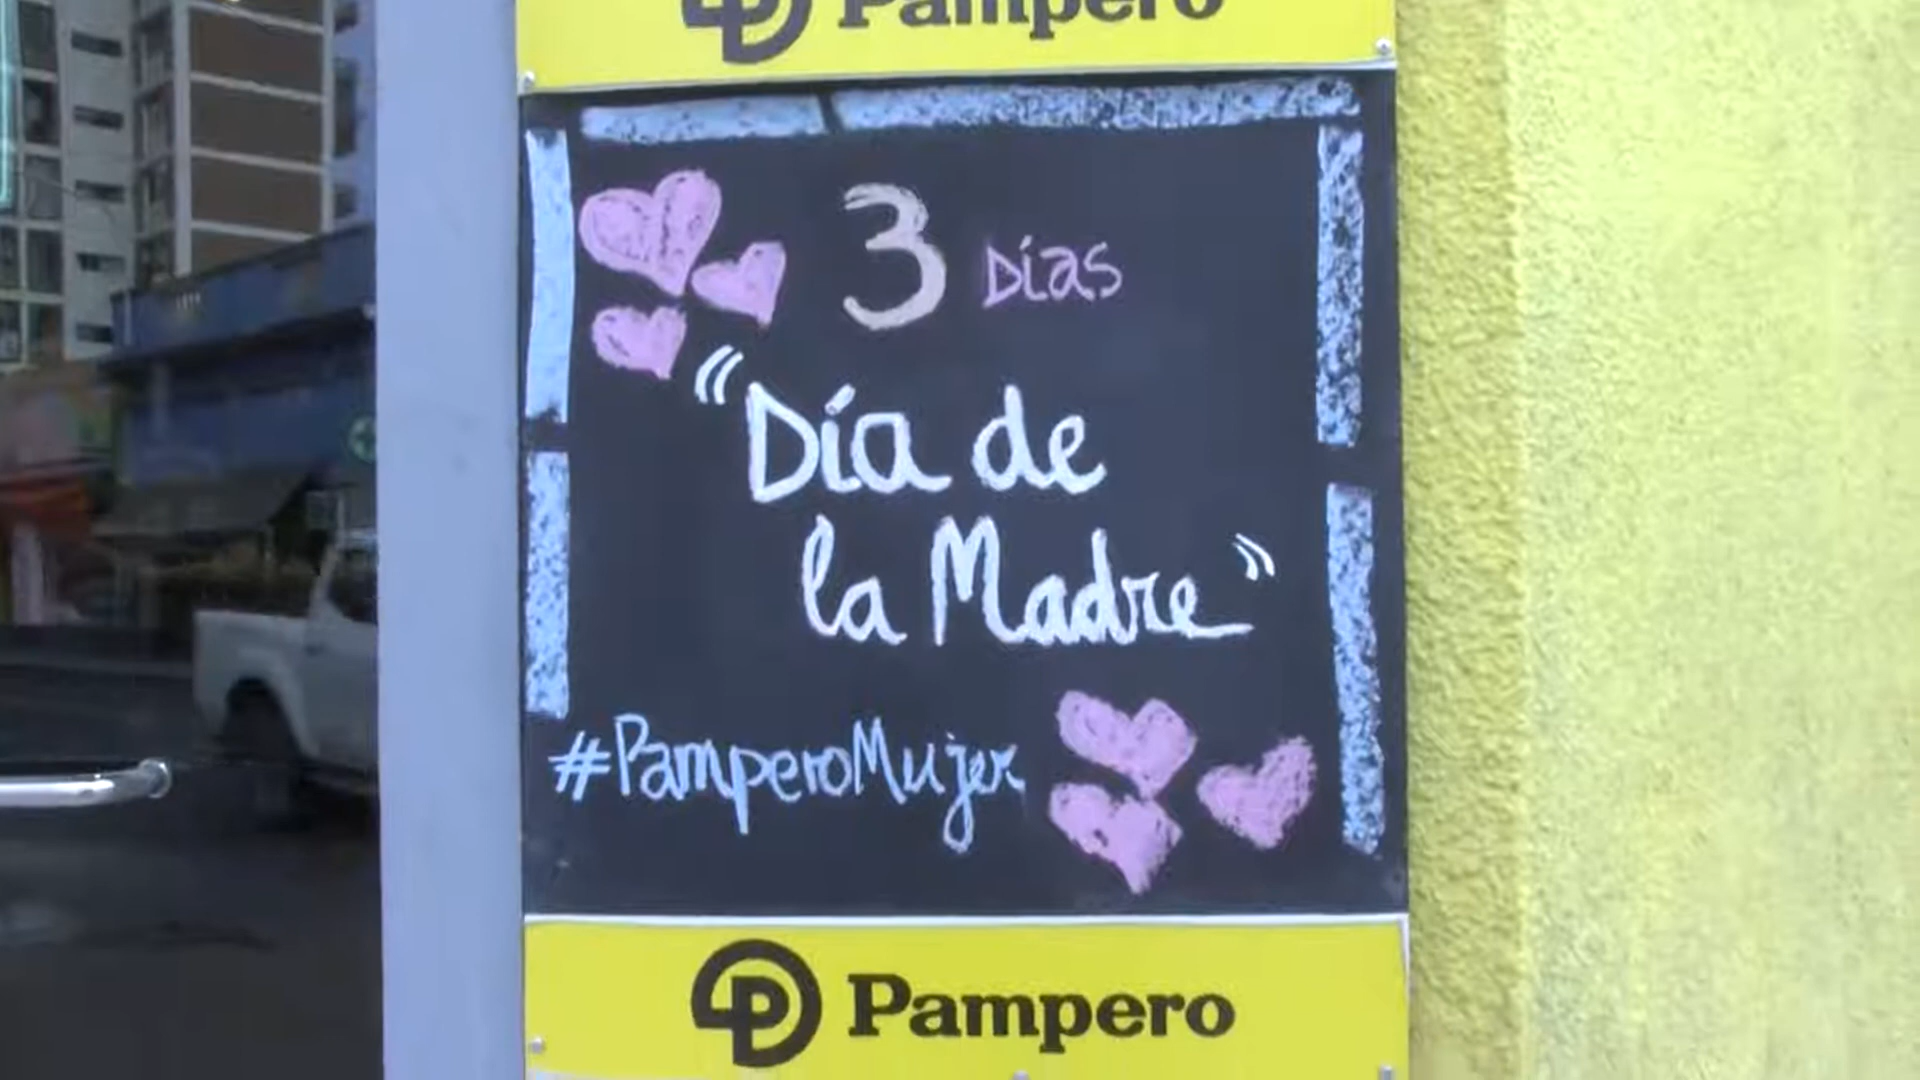 Pampero
3 Días
"Día de
la Madre"
#PamperoMujer
Pampero